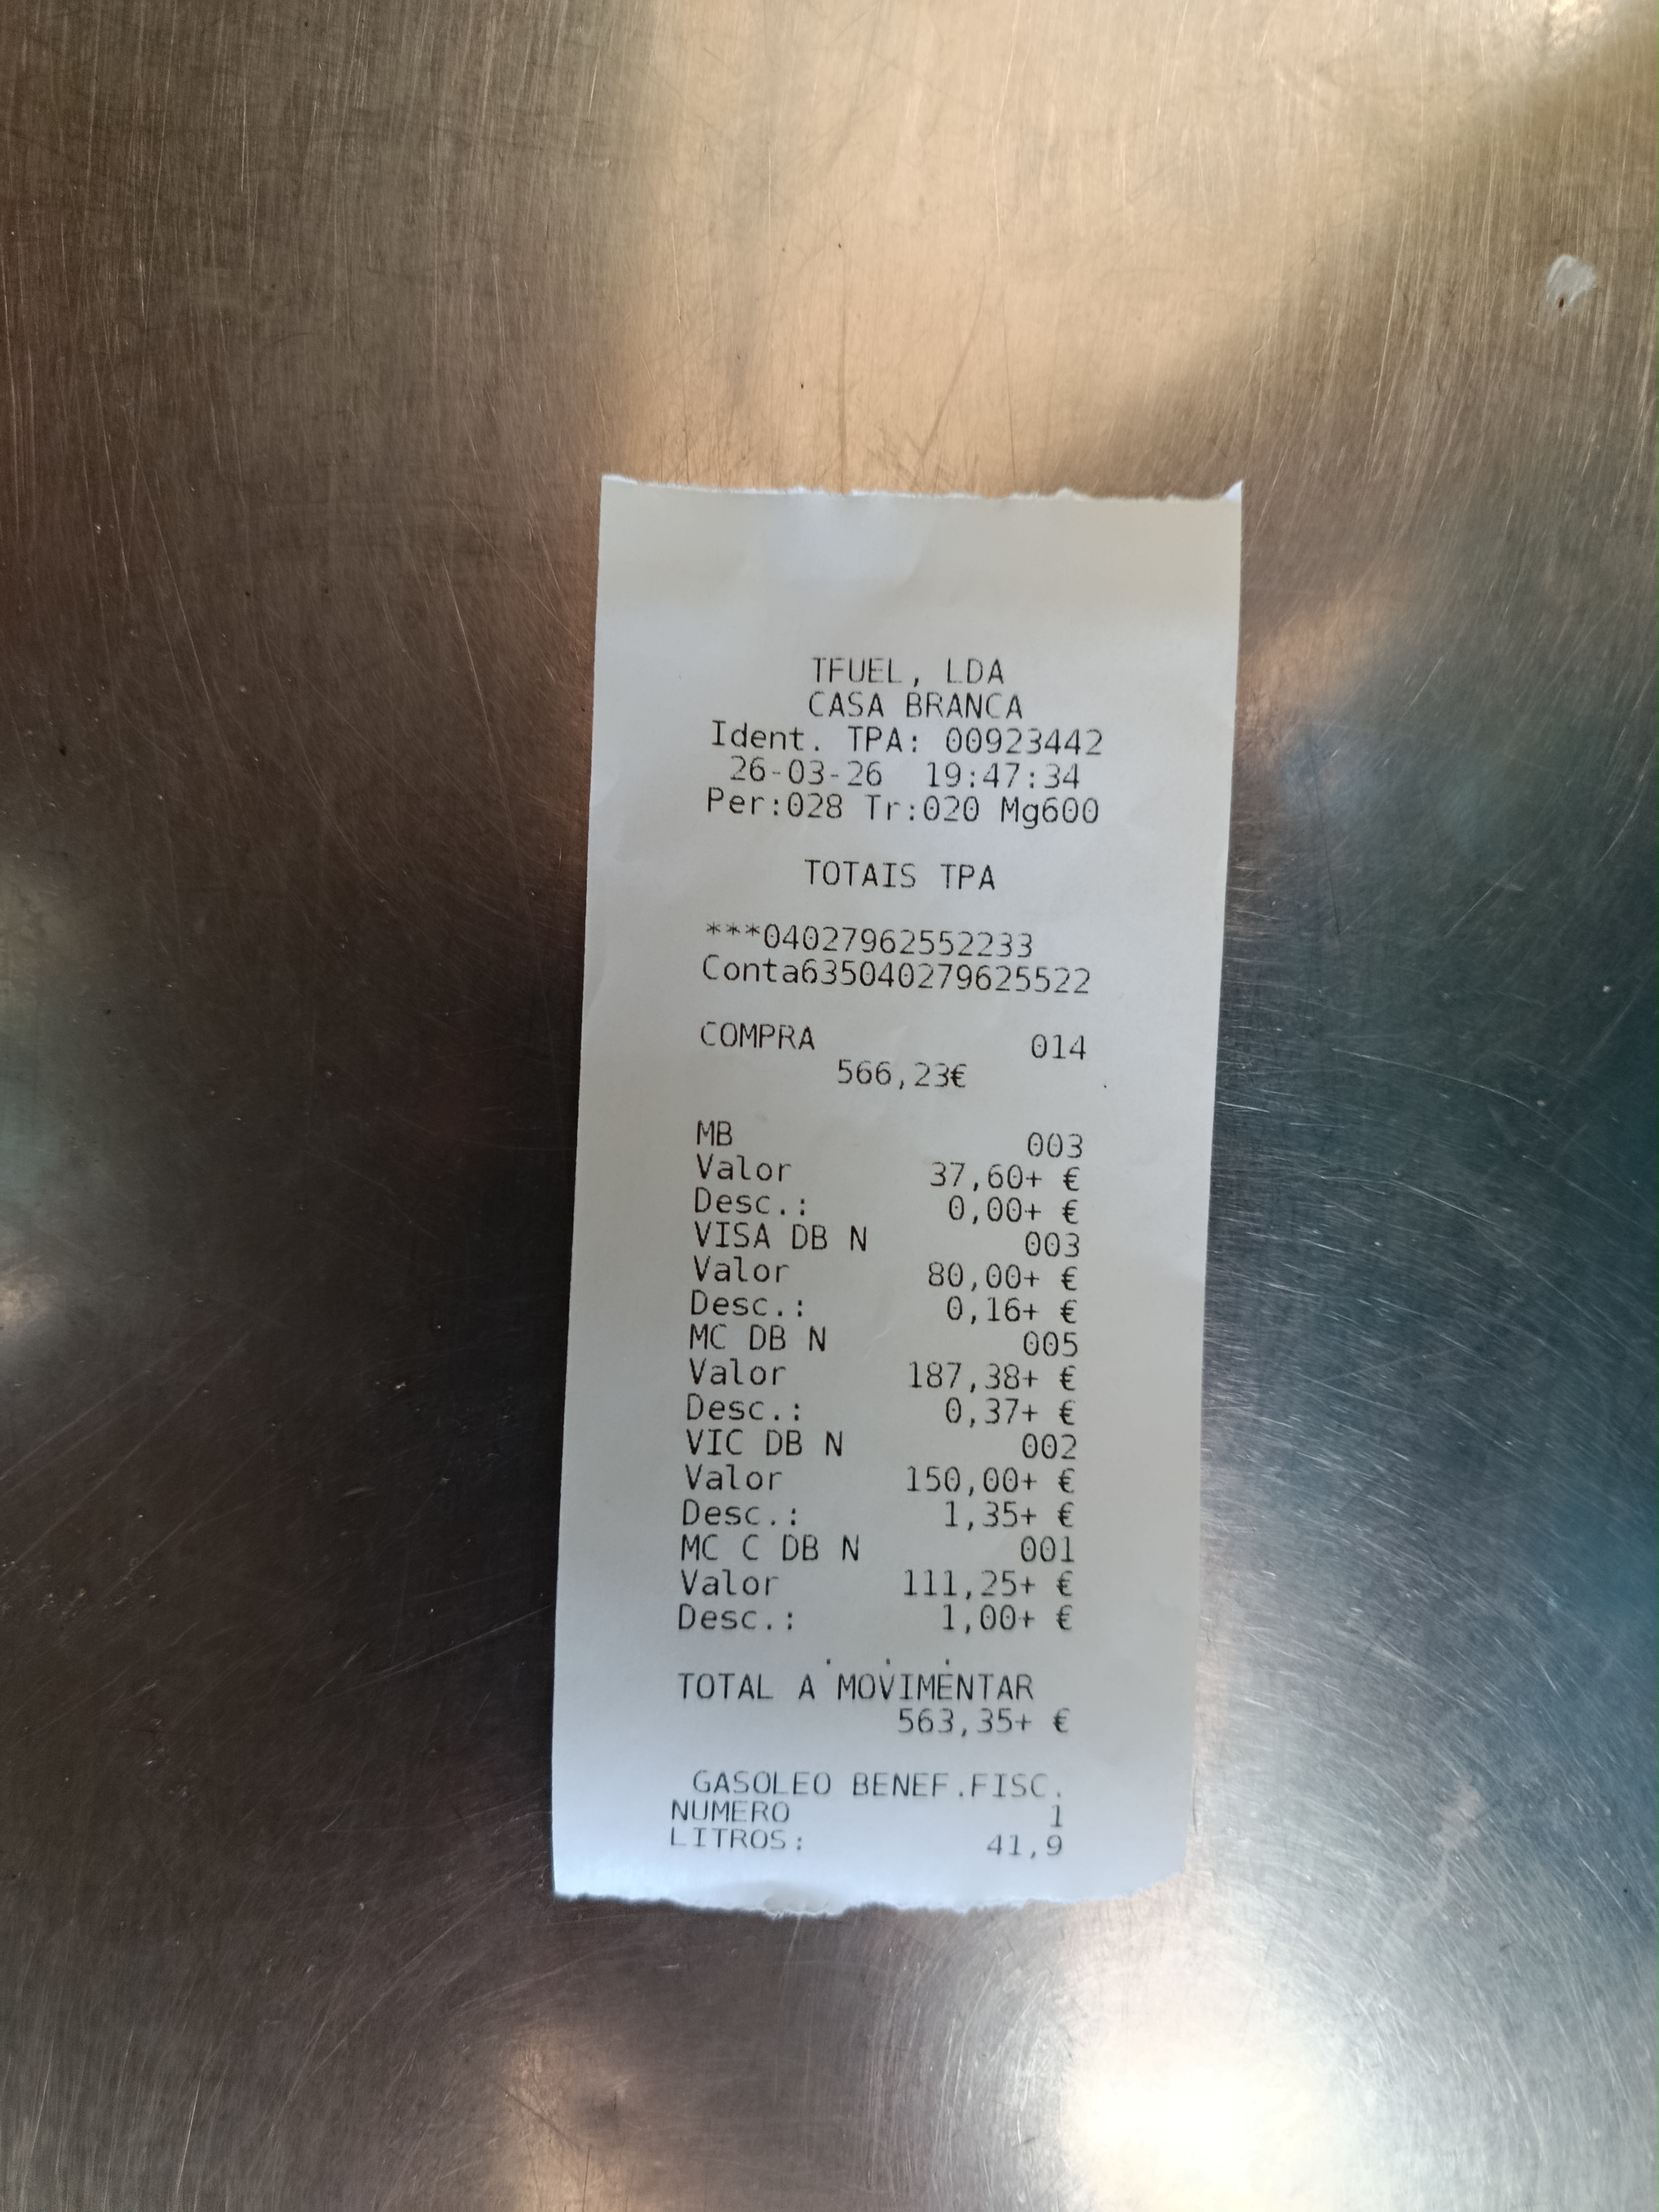 TFUEL, LDA
CASA BRANCA
Ident. TPA: 00923442
26-03-26 19:47:34
Per:028 Tr:020 Mg600
TOTAIS TPA
***04027962552233
Conta635040279625522
COMPRA 014
566,23€
MB 003
Valor 37,60+ €
Desc.: 0,00+ €
VISA DB N 003
Valor 80,00+ €
Desc.: 0,16+ €
MC DB N 005
Valor 187,38+ €
Desc.: 0,37+ €
VIC DB N 002
Valor 150,00+ €
Desc.: 1,35+ €
MC C DB N 001
Valor 111,25+ €
Desc.: 1,00+ €
TOTAL A MOVIMENTAR
563,35+ €
GASOLEO BENEF.FISC.
NUMERO 1
LITROS: 41,9